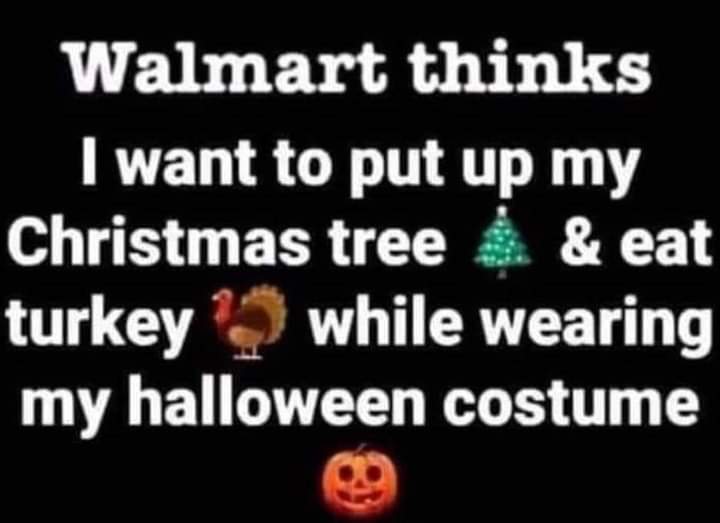 Walmart thinks
I want to put up my
Christmas tree 🎄 & eat
turkey 🦃 while wearing
my halloween costume
🎃